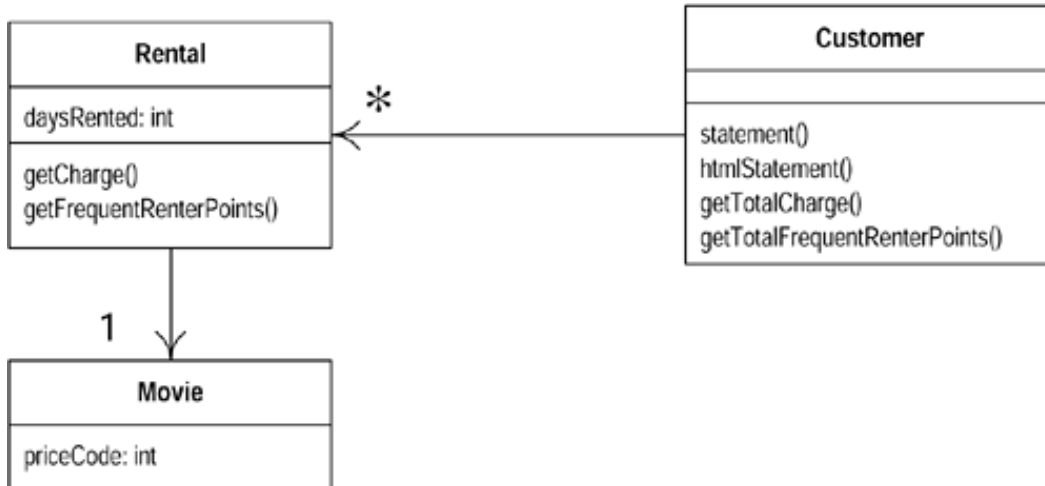 Rental
daysRented: int
getCharge()
getFrequentRenterPoints()
*
Customer
statement()
htmlStatement()
getTotalCharge()
getTotalFrequentRenterPoints()
1
Movie
priceCode: int